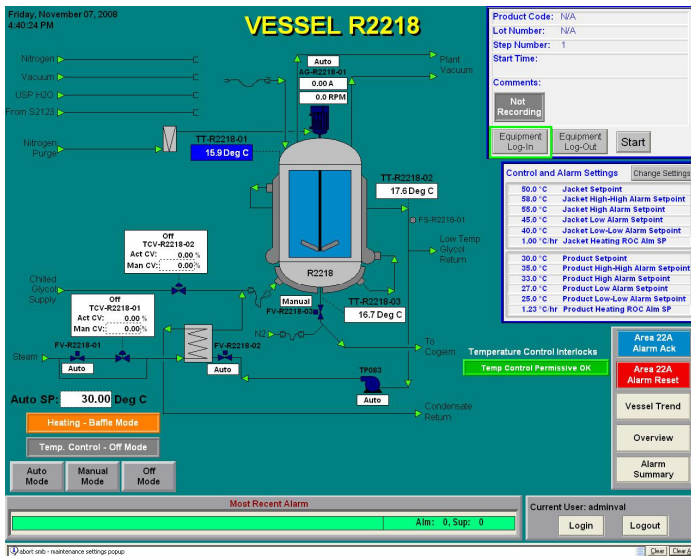 Friday, November 07, 2008
4:40:24 PM
VESSEL R2218
Product Code: N/A
Lot Number: N/A
Step Number: 1
Start Time:
Comments:
Not
Recording
Equipment
Log-In
Equipment
Log-Out
Start
Nitrogen
Vacuum
USP H2O
From S2123
Nitrogen
Purge
Auto
AG-R2218-01
0.00 A
0.0 RPM
Plant
Vacuum
TT-R2218-01
15.9 Deg C
TT-R2218-02
17.6 Deg C
FS-R2218-01
Low Temp
Glycol
Return
Control and Alarm Settings
Change Settings
50.0 °C Jacket Setpoint
58.0 °C Jacket High-High Alarm Setpoint
55.0 °C Jacket High Alarm Setpoint
45.0 °C Jacket Low Alarm Setpoint
40.0 °C Jacket Low-Low Alarm Setpoint
1.00 °C/hr Jacket Heating ROC Alm SP
30.0 °C Product Setpoint
35.0 °C Product High-High Alarm Setpoint
33.0 °C Product High Alarm Setpoint
27.0 °C Product Low Alarm Setpoint
25.0 °C Product Low-Low Alarm Setpoint
1.23 °C/hr Product Heating ROC Alm SP
Off
TCV-R2218-02
Act CV: 0.00 %
Man CV: 0.00 %
Chilled
Glycol
Supply
R2218
Off
TCV-R2218-01
Act CV: 0.00 %
Man CV: 0.00 %
Manual
FV-R2218-03
TT-R2218-03
16.7 Deg C
N2
FV-R2218-01
FV-R2218-02
Steam
Auto
Auto
To
Cogen
TP083
Auto
Condensate
Return
Temperature Control Interlocks
Temp Control Permissive OK
Area 22A
Alarm Ack
Area 22A
Alarm Reset
Vessel Trend
Overview
Alarm
Summary
Auto SP: 30.00 Deg C
Heating - Baffle Mode
Temp. Control - Off Mode
Auto
Mode
Manual
Mode
Off
Mode
Most Recent Alarm
Alm: 0, Sup: 0
Current User: adminval
Login
Logout
abort smb - maintenance settings popup
Clear
Clear A